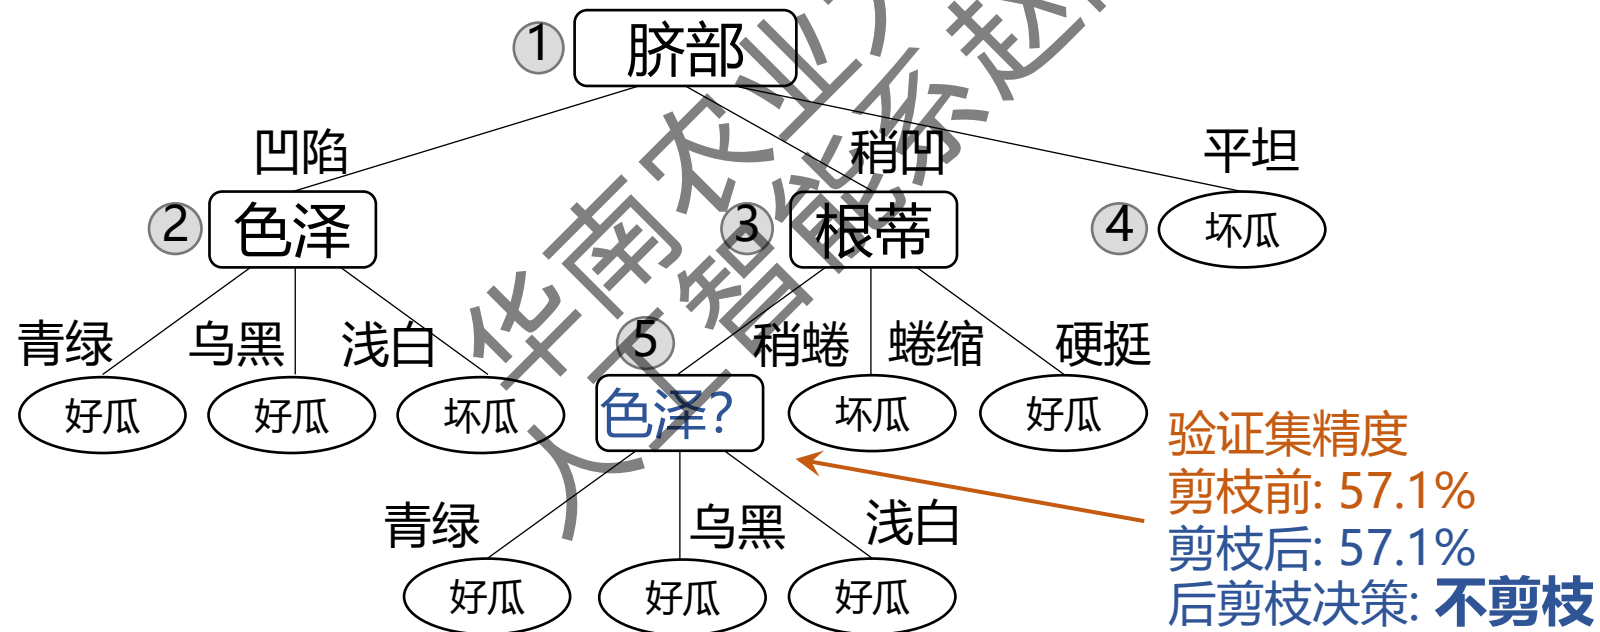 1 脐部
凹陷 稍凹 平坦
2 色泽 3 根蒂 4 坏瓜
青绿 乌黑 浅白 5 稍蜷 蜷缩 硬挺
好瓜 好瓜 坏瓜 色泽? 坏瓜 好瓜
青绿 乌黑 浅白
好瓜 好瓜 好瓜
验证集精度
剪枝前: 57.1%
剪枝后: 57.1%
后剪枝决策: 不剪枝
华南农业大
人工智能系赵